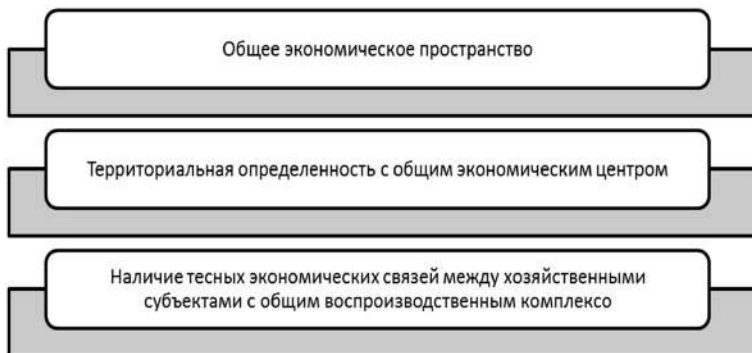 Общее экономическое пространство
Территориальная определенность с общим экономическим центром
Наличие тесных экономических связей между хозяйственными
субъектами с общим воспроизводственным комплексо